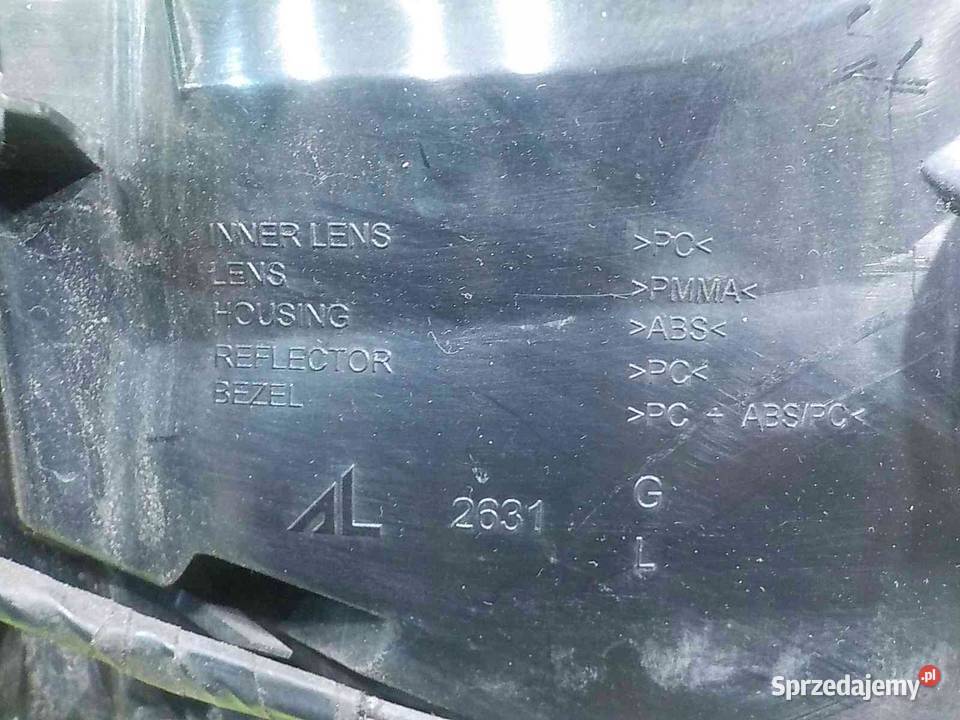 INNER LENS >PC<
LENS >PMMA<
HOUSING >ABS<
REFLECTOR >PC<
BEZEL >PC + ABS/PC<
AL 2631 G
L
Sprzedajemy.pl